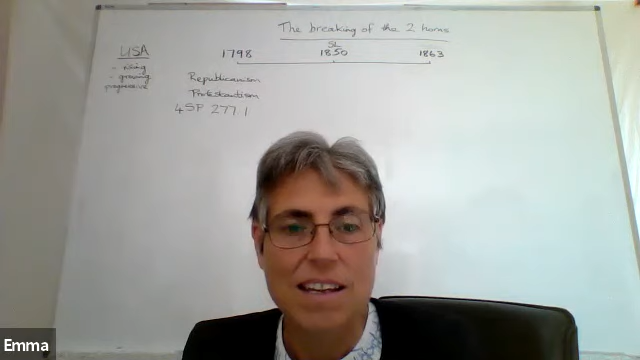 The breaking of the 2 horns
USA
- rising
- growing
progressive
1798
SL
1850
1863
Republicanism
Protestantism
4SP 277.1
Emma